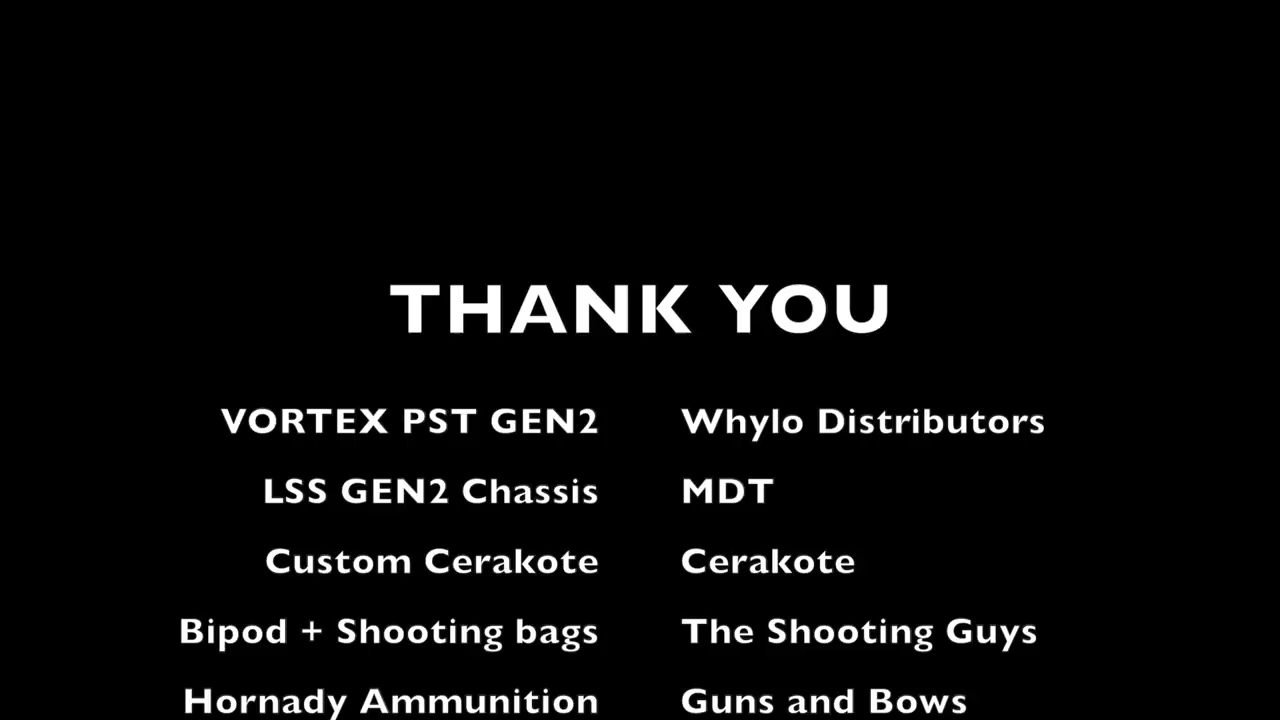 THANK YOU
VORTEX PST GEN2 Whylo Distributors
LSS GEN2 Chassis MDT
Custom Cerakote Cerakote
Bipod + Shooting bags The Shooting Guys
Hornady Ammunition Guns and Bows